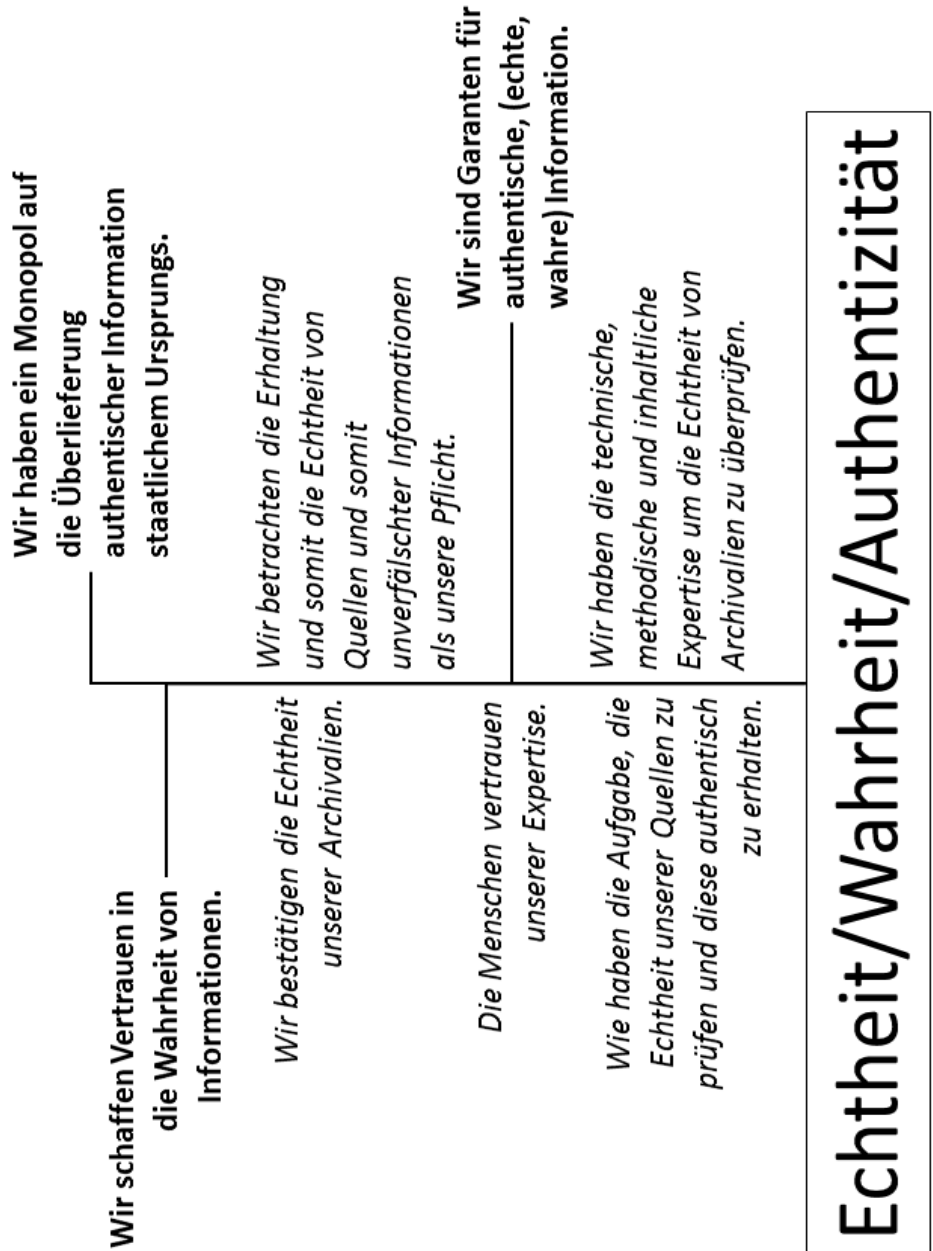 Wir haben ein Monopol auf
die Überlieferung
authentischer Information
staatlichem Ursprungs.
Wir schaffen Vertrauen in
die Wahrheit von
Informationen.
Wir betrachten die Erhaltung
und somit die Echtheit von
Quellen und somit
unverfälschter Informationen
als unsere Pflicht.
Wir bestätigen die Echtheit
unserer Archivalien.
Wir sind Garanten für
authentische, (echte,
wahre) Information.
Die Menschen vertrauen
unserer Expertise.
Wir haben die technische,
methodische und inhaltliche
Expertise um die Echtheit von
Archivalien zu überprüfen.
Wie haben die Aufgabe, die
Echtheit unserer Quellen zu
prüfen und diese authentisch
zu erhalten.
Echtheit/Wahrheit/Authentizität